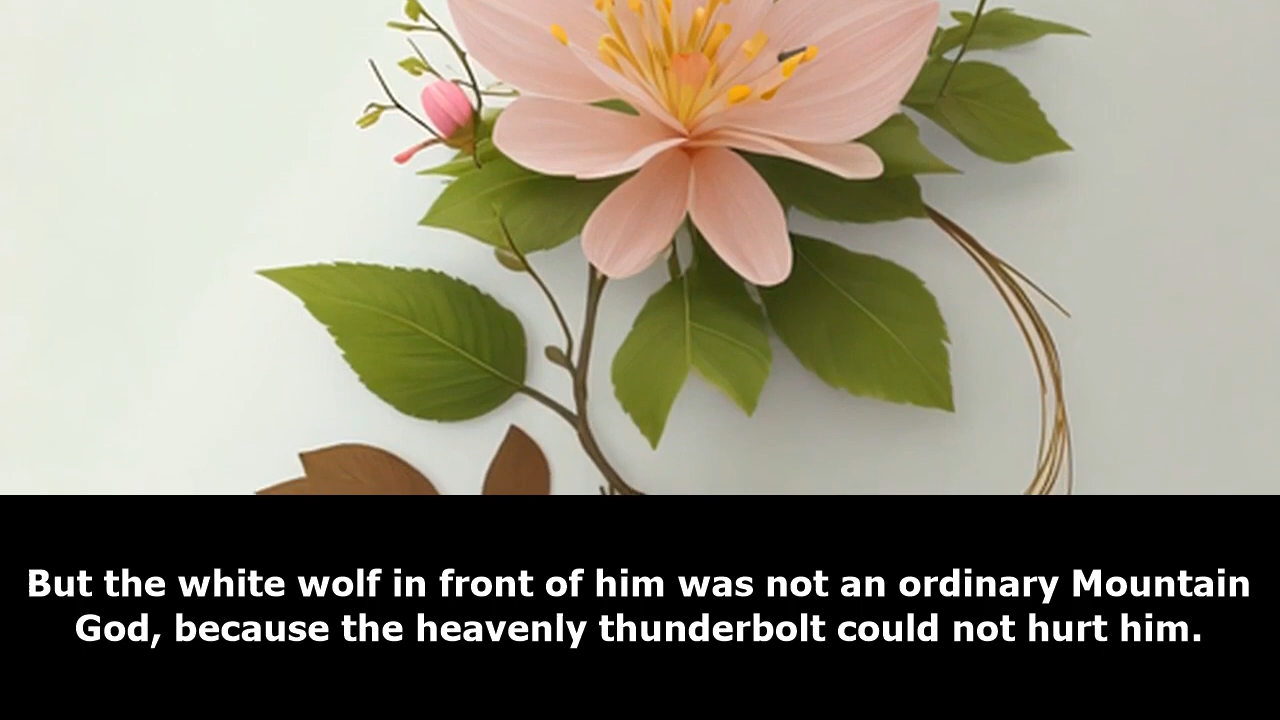 But the white wolf in front of him was not an ordinary Mountain
God, because the heavenly thunderbolt could not hurt him.